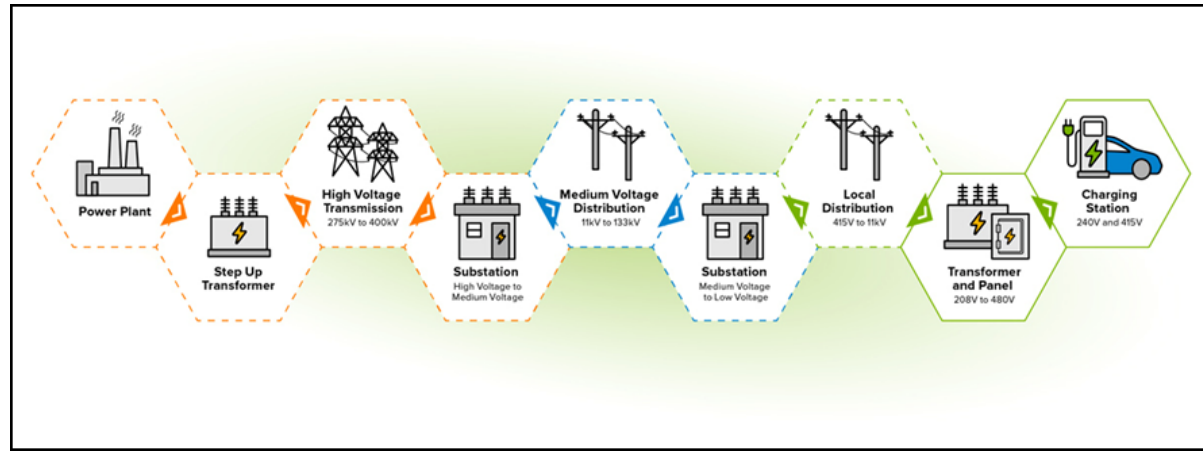 Power Plant
Step Up
Transformer
High Voltage
Transmission
275kV to 400kV
Substation
High Voltage to
Medium Voltage
Medium Voltage
Distribution
11kV to 133kV
Substation
Medium Voltage
to Low Voltage
Local
Distribution
415V to 11kV
Transformer
and Panel
208V to 480V
Charging
Station
240V and 415V